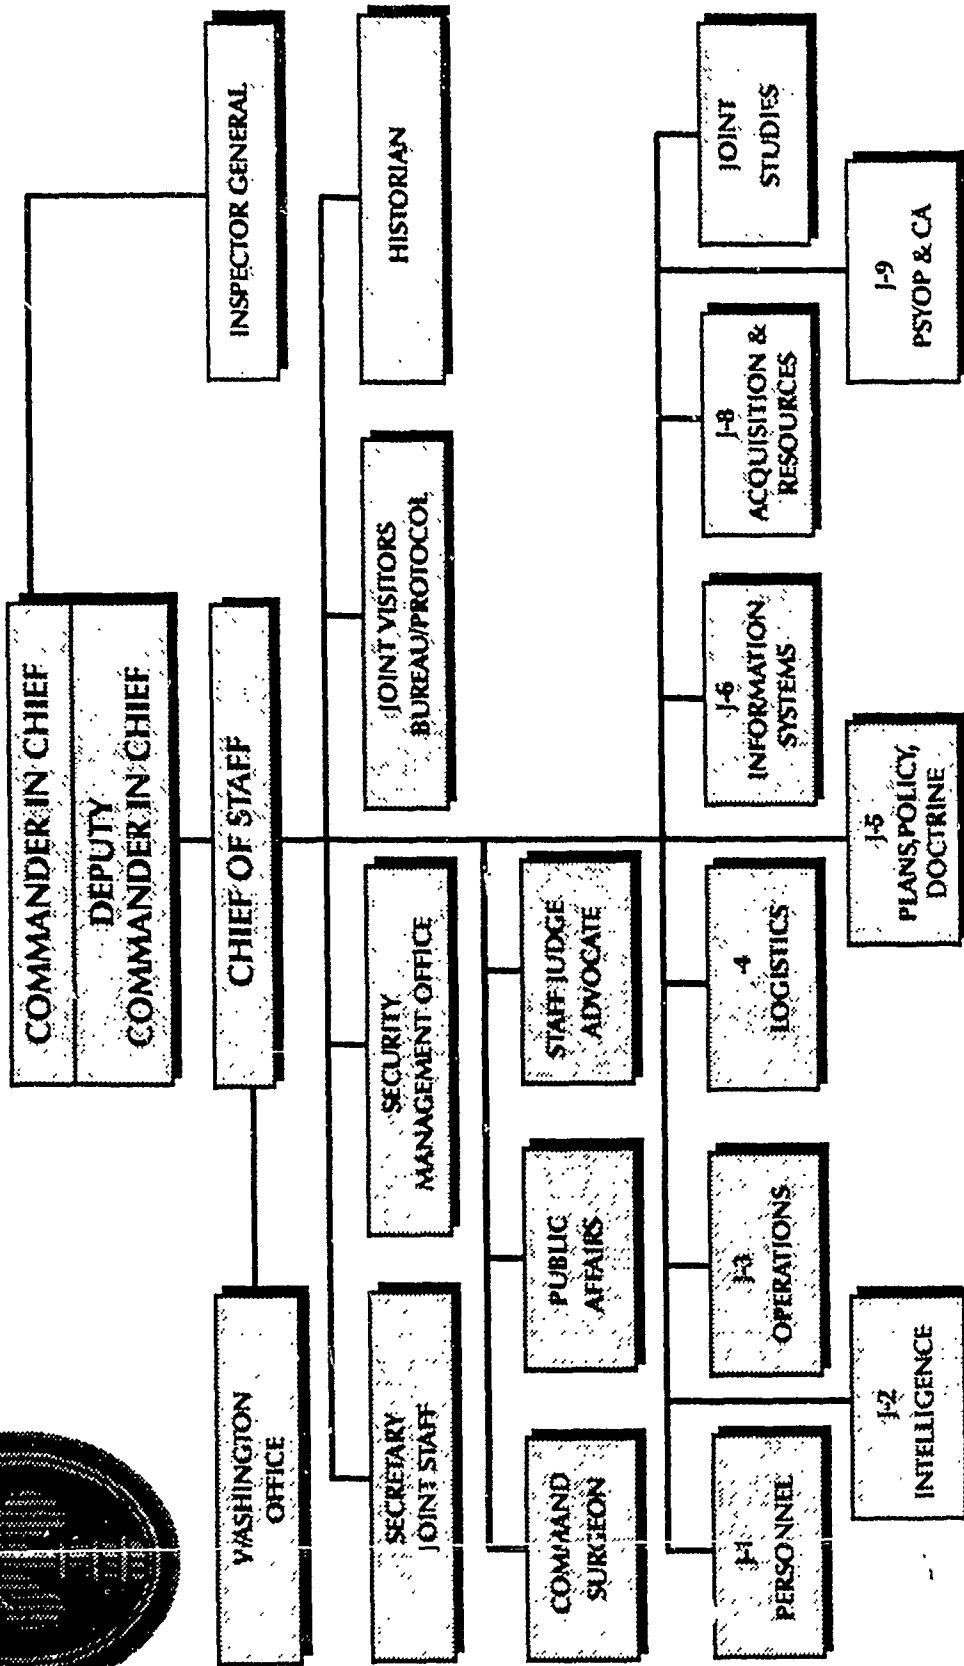 COMMANDER IN CHIEF
DEPUTY
COMMANDER IN CHIEF
INSPECTOR GENERAL
CHIEF OF STAFF
WASHINGTON
OFFICE
SECRETARY
JOINT STAFF
SECURITY
MANAGEMENT OFFICE
JOINT VISITORS
BUREAU/PROTOCOL
HISTORIAN
COMMAND
SURGEON
PUBLIC
AFFAIRS
STAFF JUDGE
ADVOCATE
J-1
PERSONNEL
J-3
OPERATIONS
-4
LOGISTICS
J-6
INFORMATION
SYSTEMS
J-8
ACQUISITION &
RESOURCES
JOINT
STUDIES
J-2
INTELLIGENCE
J-5
PLANS,POLICY,
DOCTRINE
J-9
PSYOP & CA